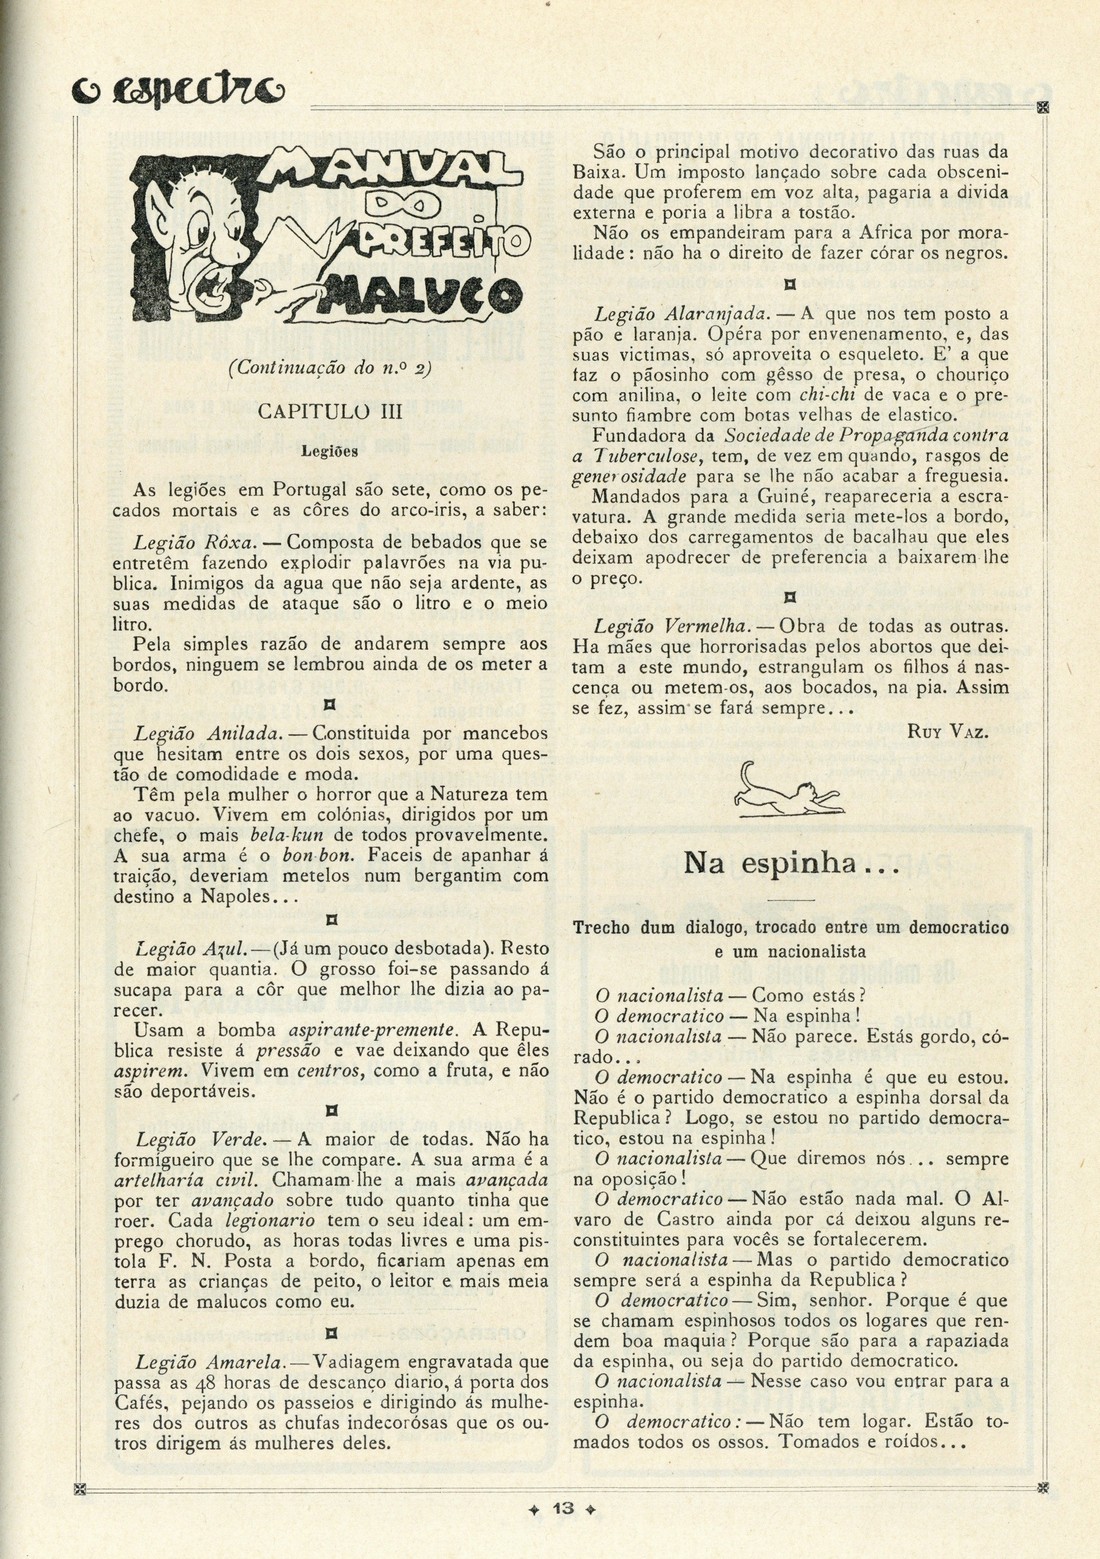 O espectro
MANUAL
DO
PREFEITO
MALUCO
(Continuação do n.º 2)
CAPITULO III
Legiões
As legiões em Portugal são sete, como os pe-
cados mortais e as côres do arco-iris, a saber:
Legião Rôxa. — Composta de bebados que se
entretêm fazendo explodir palavrões na via pu-
blica. Inimigos da agua que não seja ardente, as
suas medidas de ataque são o litro e o meio
litro.
Pela simples razão de andarem sempre aos
bordos, ninguem se lembrou ainda de os meter a
bordo.
Legião Anilada. — Constituida por mancebos
que hesitam entre os dois sexos, por uma ques-
tão de comodidade e moda.
Têm pela mulher o horror que a Natureza tem
ao vacuo. Vivem em colónias, dirigidos por um
chefe, o mais bela-kun de todos provavelmente.
A sua arma é o bon-bon. Faceis de apanhar á
traição, deveriam metelos num bergantim com
destino a Napoles...
Legião Azul. — (Já um pouco desbotada). Resto
de maior quantia. O grosso foi-se passando á
sucapa para a côr que melhor lhe dizia ao pa-
recer.
Usam a bomba aspirante-premente. A Repu-
blica resiste á pressão e vae deixando que êles
aspirem. Vivem em centros, como a fruta, e não
são deportáveis.
Legião Verde. — A maior de todas. Não ha
formigueiro que se lhe compare. A sua arma é a
artelharia civil. Chamam-lhe a mais avançada
por ter avançado sobre tudo quanto tinha que
roer. Cada legionario tem o seu ideal: um em-
prego chorudo, as horas todas livres e uma pis-
tola F. N. Posta a bordo, ficariam apenas em
terra as crianças de peito, o leitor e mais meia
duzia de malucos como eu.
Legião Amarela. — Vadiagem engravatada que
passa as 48 horas de descanço diario, á porta dos
Cafés, pejando os passeios e dirigindo ás mulhe-
res dos outros as chufas indecorósas que os ou-
tros dirigem ás mulheres deles.
São o principal motivo decorativo das ruas da
Baixa. Um imposto lançado sobre cada obsceni-
dade que proferem em voz alta, pagaria a divida
externa e poria a libra a tostão.
Não os empandeiram para a Africa por mora-
lidade: não ha o direito de fazer córar os negros.
Legião Alaranjada. — A que nos tem posto a
pão e laranja. Opéra por envenenamento, e, das
suas victimas, só aproveita o esqueleto. E' a que
faz o pãosinho com gêsso de presa, o chouriço
com anilina, o leite com chi-chi de vaca e o pre-
sunto fiambre com botas velhas de elastico.
Fundadora da Sociedade de Propaganda contra
a Tuberculose, tem, de vez em quando, rasgos de
generosidade para se lhe não acabar a freguesia.
Mandados para a Guiné, reapareceria a escra-
vatura. A grande medida seria mete-los a bordo,
debaixo dos carregamentos de bacalhau que eles
deixam apodrecer de preferencia a baixarem-lhe
o preço.
Legião Vermelha. — Obra de todas as outras.
Ha mães que horrorisadas pelos abortos que dei-
tam a este mundo, estrangulam os filhos á nas-
cença ou metem-os, aos bocados, na pia. Assim
se fez, assim se fará sempre...
RUY VAZ.
Na espinha...
Trecho dum dialogo, trocado entre um democratico
e um nacionalista
O nacionalista — Como estás?
O democratico — Na espinha!
O nacionalista — Não parece. Estás gordo, có-
rado...
O democratico — Na espinha é que eu estou.
Não é o partido democratico a espinha dorsal da
Republica? Logo, se estou no partido democra-
tico, estou na espinha!
O nacionalista — Que diremos nós... sempre
na oposição!
O democratico — Não estão nada mal. O Al-
varo de Castro ainda por cá deixou alguns re-
constituintes para vocês se fortalecerem.
O nacionalista — Mas o partido democratico
sempre será a espinha da Republica?
O democratico — Sim, senhor. Porque é que
se chamam espinhosos todos os logares que ren-
dem boa maquia? Porque são para a rapaziada
da espinha, ou seja do partido democratico.
O nacionalista — Nesse caso vou entrar para a
espinha.
O democratico: — Não tem logar. Estão to-
mados todos os ossos. Tomados e roídos...
13